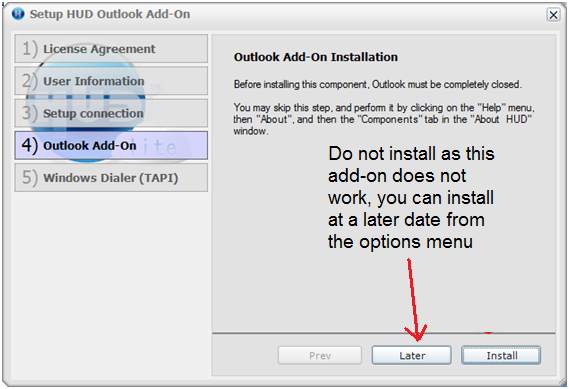 Setup HUD Outlook Add-On
1) License Agreement
2) User Information
3) Setup connection
4) Outlook Add-On
5) Windows Dialer (TAPI)
HUD
lite
Outlook Add-On Installation
Before installing this component, Outlook must be completely closed.
You may skip this step, and perform it by clicking on the "Help" menu,
then "About", and then the "Components" tab in the "About HUD"
window.
Do not install as this
add-on does not
work, you can install
at a later date from
the options menu
Prev
Later
Install